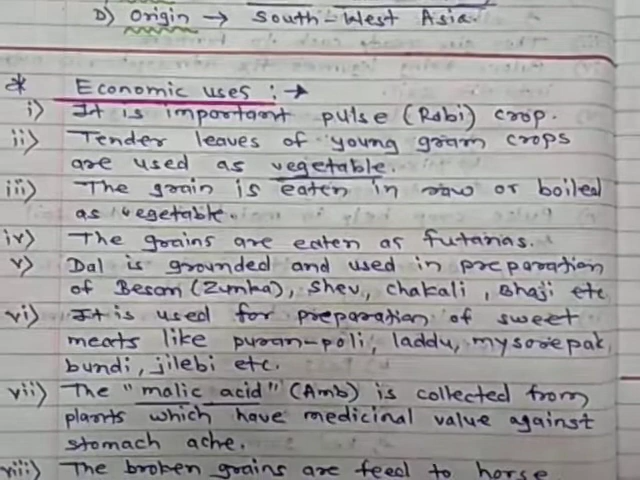 D) Origin → South-West Asia.
* Economic uses :→
i) It is important pulse (Rabi) crop.
ii) Tender leaves of young gram crops
are used as vegetable.
iii) The grain is eaten in raw or boiled
as vegetable.
iv) The grains are eaten as futanas.
v) Dal is grounded and used in preparation
of Besan (Zunka), Shev, chakali, Bhaji etc
vi) It is used for preparation of sweet
meats like puran-poli, laddu, mysorepak,
bundi, jilebi etc.
vii) The "malic acid" (Amb) is collected from
plants which have medicinal value against
stomach ache.
viii) The broken grains are feed to horse